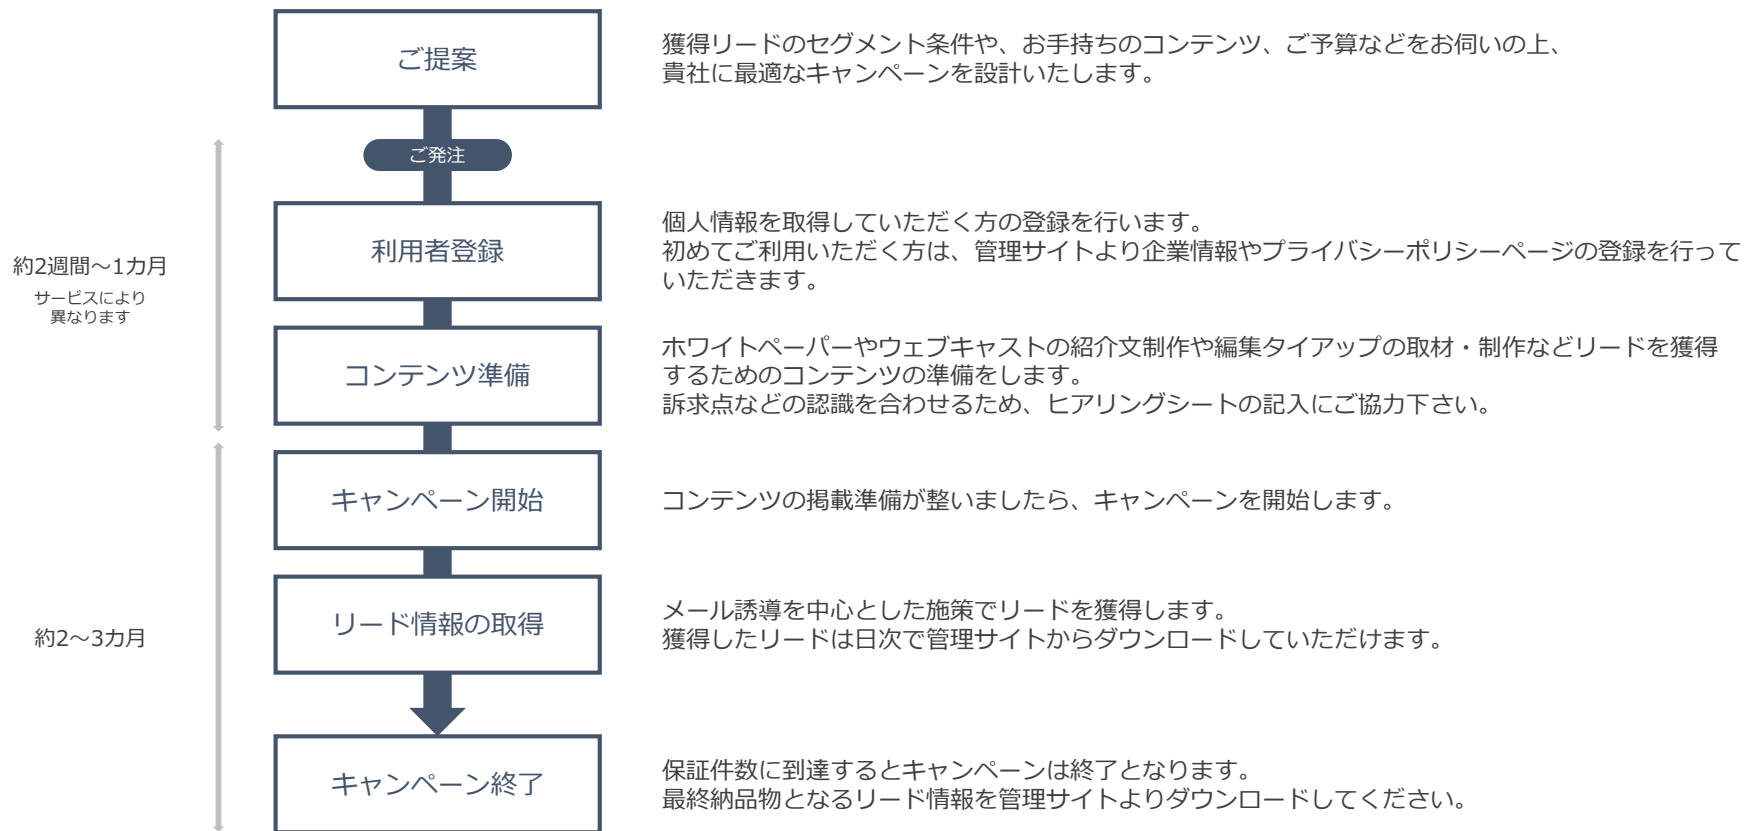 ご提案
獲得リードのセグメント条件や、お手持ちのコンテンツ、ご予算などをお伺いの上、
貴社に最適なキャンペーンを設計いたします。
ご発注
約2週間～1カ月
サービスにより
異なります
利用者登録
個人情報を取得していただく方の登録を行います。
初めてご利用いただく方は、管理サイトより企業情報やプライバシーポリシーページの登録を行って
いただきます。
コンテンツ準備
ホワイトペーパーやウェブキャストの紹介文制作や編集タイアップの取材・制作などリードを獲得
するためのコンテンツの準備をします。
訴求点などの認識を合わせるため、ヒアリングシートの記入にご協力下さい。
キャンペーン開始
コンテンツの掲載準備が整いましたら、キャンペーンを開始します。
約2～3カ月
リード情報の取得
メール誘導を中心とした施策でリードを獲得します。
獲得したリードは日次で管理サイトからダウンロードしていただけます。
キャンペーン終了
保証件数に到達するとキャンペーンは終了となります。
最終納品物となるリード情報を管理サイトよりダウンロードしてください。